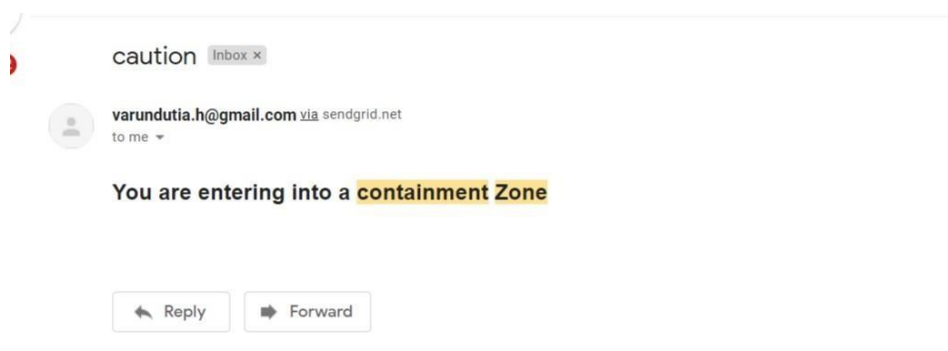 caution Inbox ×
varundutia.h@gmail.com via sendgrid.net
to me
You are entering into a containment Zone
Reply Forward